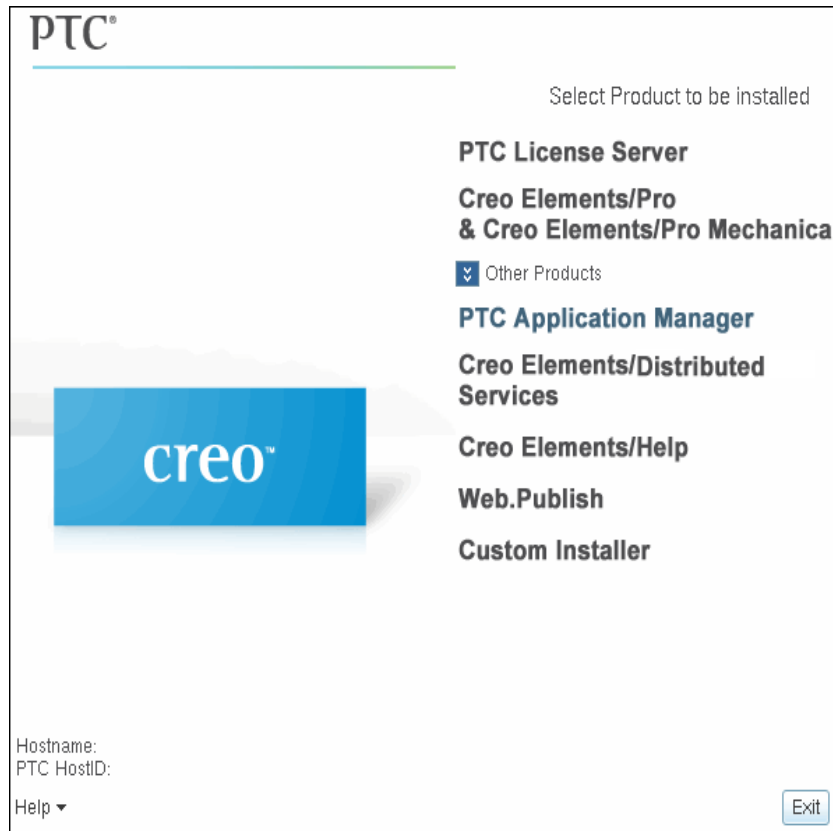 PTC®
Select Product to be installed
PTC License Server
Creo Elements/Pro
& Creo Elements/Pro Mechanica
Other Products
PTC Application Manager
Creo Elements/Distributed
Services
creo™
Creo Elements/Help
Web.Publish
Custom Installer
Hostname:
PTC HostID:
Help
Exit